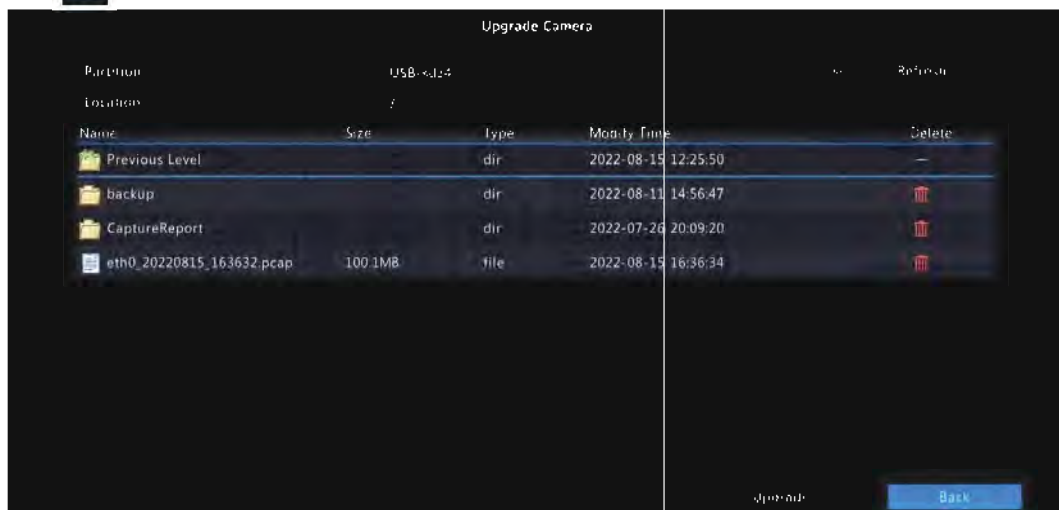 Upgrade Camera
Partition
Refresh
Location /
Name Size Type Modify Time Delete
Previous Level dir 2022-08-15 12:25:50 —
backup dir 2022-08-11 14:56:47
CaptureReport dir 2022-07-26 20:09:20
eth0_20220815_163632.pcap 100.1MB file 2022-08-15 16:36:34
Upgrade Back